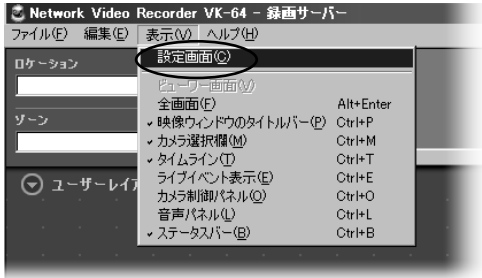 Network Video Recorder VK-64 - 録画サーバー
ファイル(F) 編集(E) 表示(V) ヘルプ(H)
ロケーション
設定画面(C)
ビューワー画面(V)
全画面(F) Alt+Enter
ゾーン
✓映像ウィンドウのタイトルバー(P) Ctrl+P
✓カメラ選択欄(M) Ctrl+M
✓タイムライン(T) Ctrl+T
ライブイベント表示(E) Ctrl+E
ユーザーレイア
カメラ制御パネル(O) Ctrl+O
音声パネル(L) Ctrl+L
✓ステータスバー(B) Ctrl+B